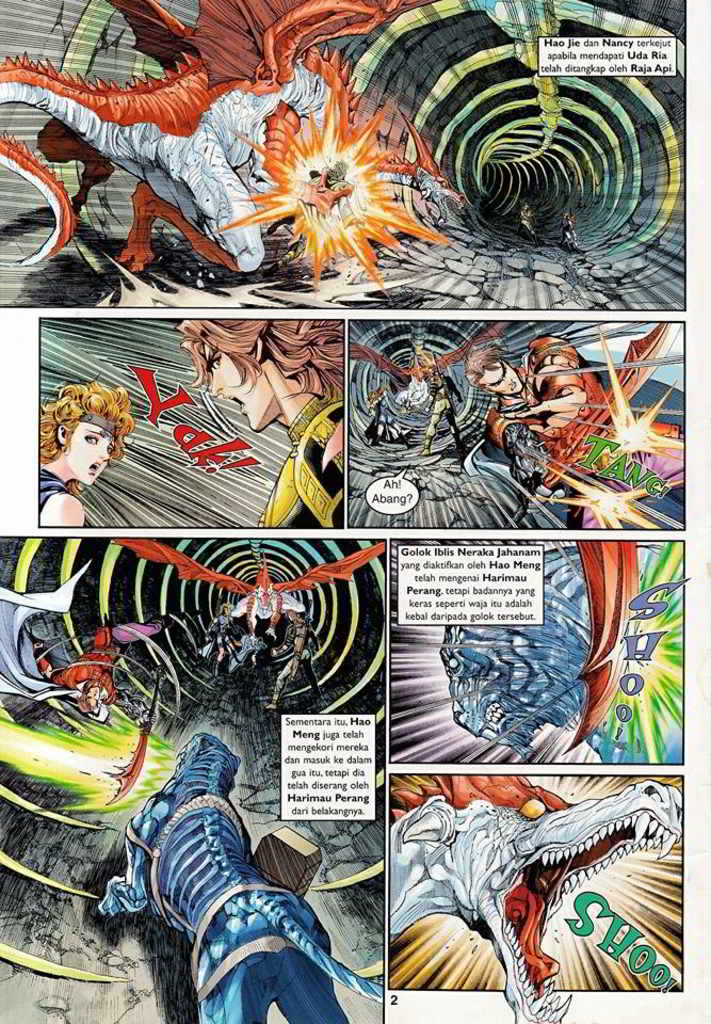 Hao Jie dan Nancy terkejut
apabila mendapati Uda Ria
telah ditangkap oleh Raja Api.
Yak!!
Ah!
Abang?
TANG!
Golok Iblis Neraka Jahanam
yang diaktifkan oleh Hao Meng
telah mengenai Harimau
Perang, tetapi badannya yang
keras seperti waja itu adalah
kebal daripada golok tersebut.
SHOO!
Sementara itu, Hao
Meng juga telah
mengekori mereka
dan masuk ke dalam
gua itu, tetapi dia
telah diserang oleh
Harimau Perang
dari belakangnya.
SHOO!
2